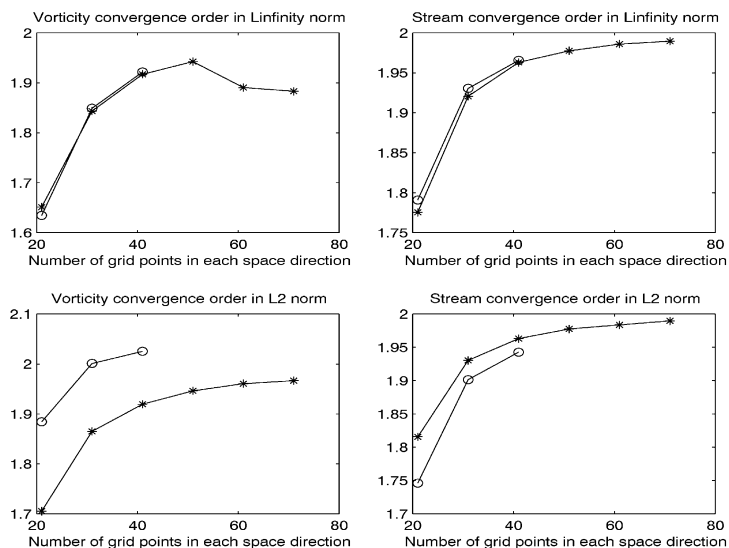 Vorticity convergence order in Linfinity norm
2
1.9
1.8
1.7
1.6
20 40 60 80
Number of grid points in each space direction
Stream convergence order in Linfinity norm
2
1.95
1.9
1.85
1.8
1.75
20 40 60 80
Number of grid points in each space direction
Vorticity convergence order in L2 norm
2.1
2
1.9
1.8
1.7
20 40 60 80
Number of grid points in each space direction
Stream convergence order in L2 norm
2
1.95
1.9
1.85
1.8
1.75
1.7
20 40 60 80
Number of grid points in each space direction